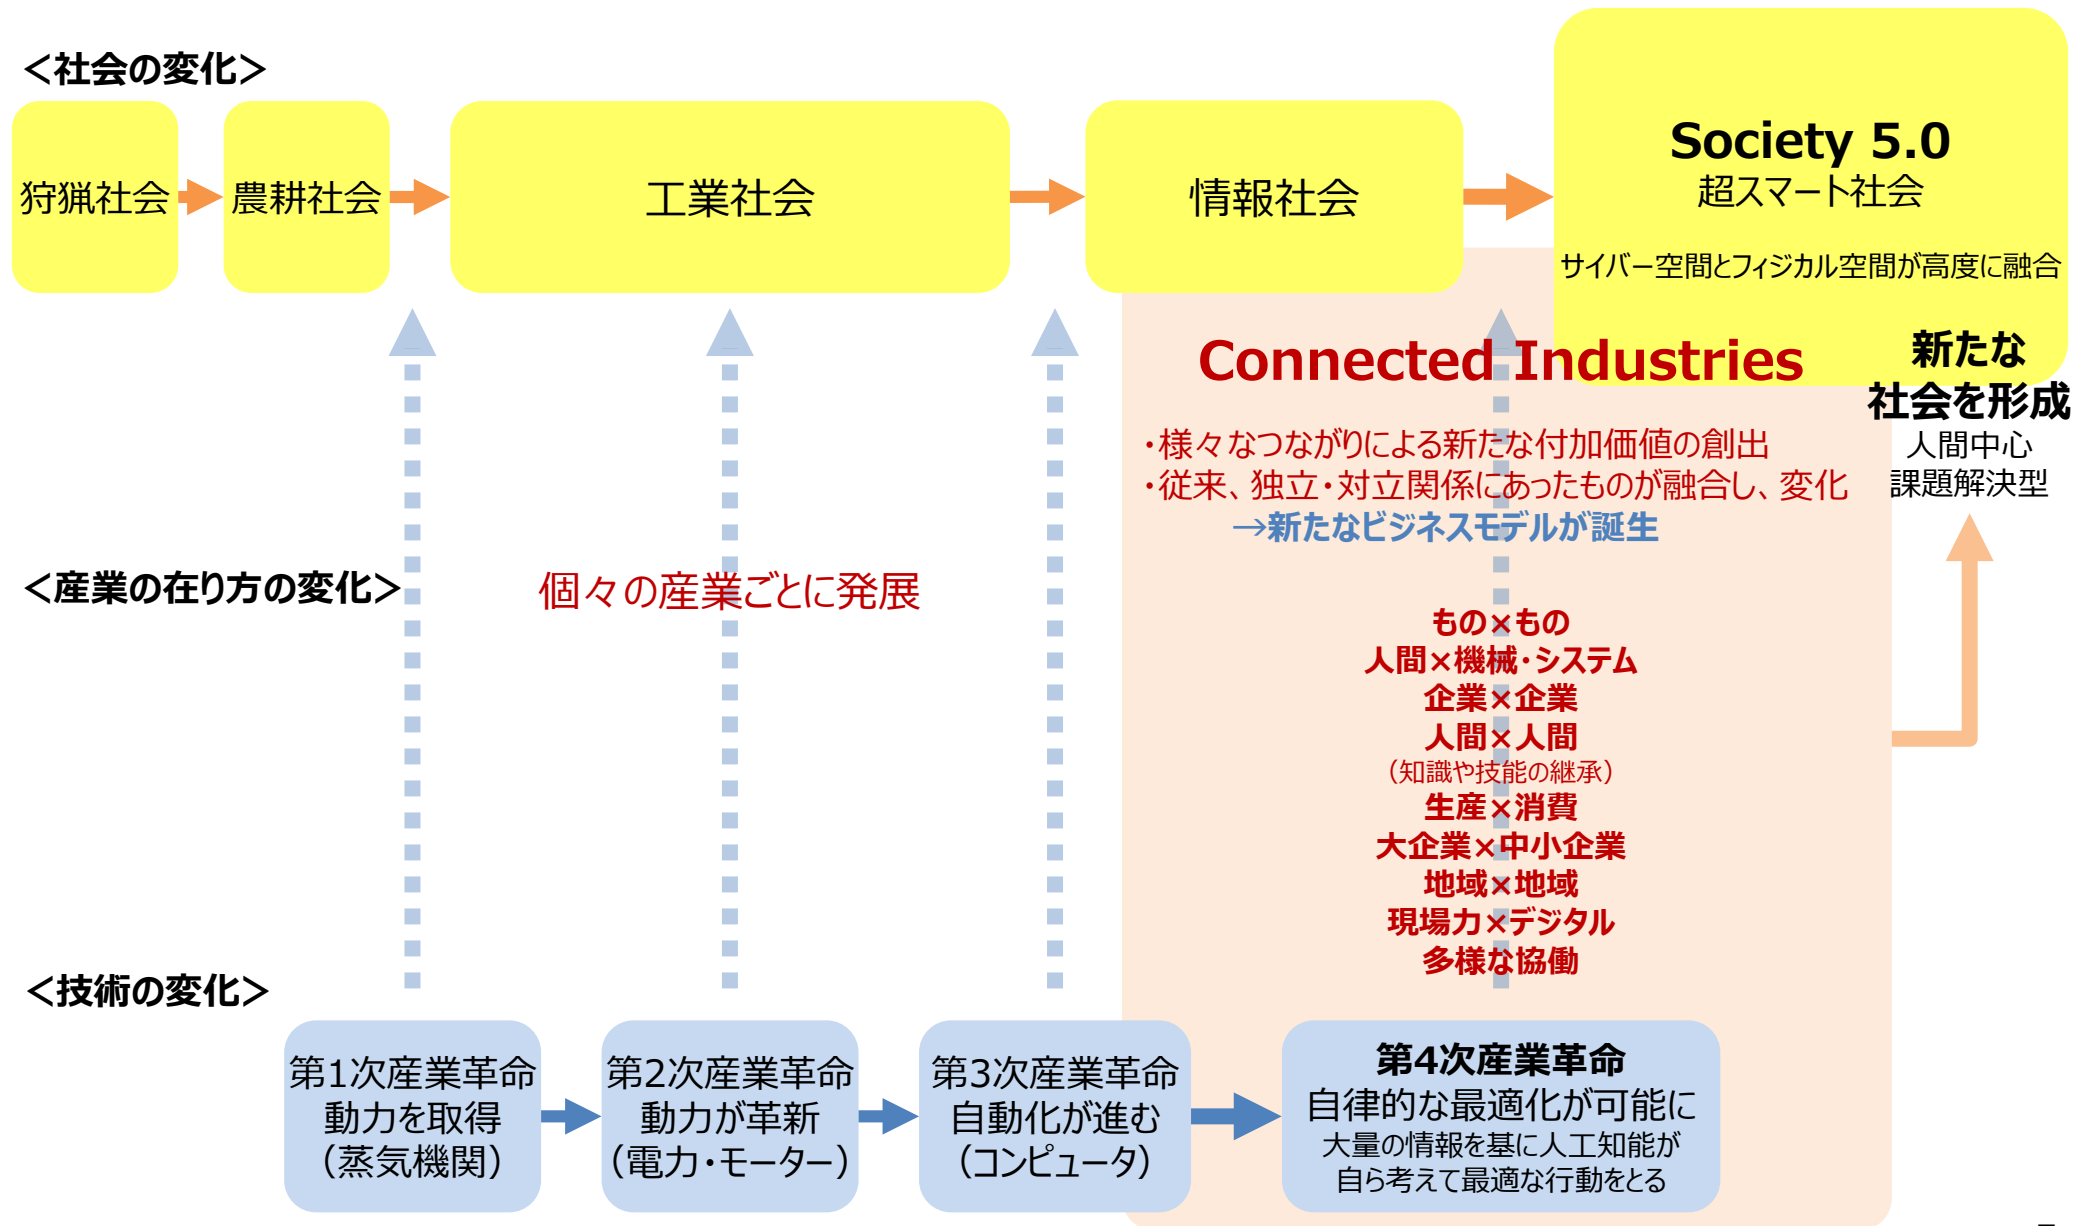 ＜社会の変化＞
狩猟社会
農耕社会
工業社会
情報社会
Society 5.0
超スマート社会
サイバー空間とフィジカル空間が高度に融合
Connected Industries
・様々なつながりによる新たな付加価値の創出
・従来、独立・対立関係にあったものが融合し、変化
→新たなビジネスモデルが誕生
新たな
社会を形成
人間中心
課題解決型
＜産業の在り方の変化＞
個々の産業ごとに発展
もの×もの
人間×機械・システム
企業×企業
人間×人間
（知識や技能の継承）
生産×消費
大企業×中小企業
地域×地域
現場力×デジタル
多様な協働
＜技術の変化＞
第1次産業革命
動力を取得
（蒸気機関）
第2次産業革命
動力が革新
（電力・モーター）
第3次産業革命
自動化が進む
（コンピュータ）
第4次産業革命
自律的な最適化が可能に
大量の情報を基に人工知能が
自ら考えて最適な行動をとる